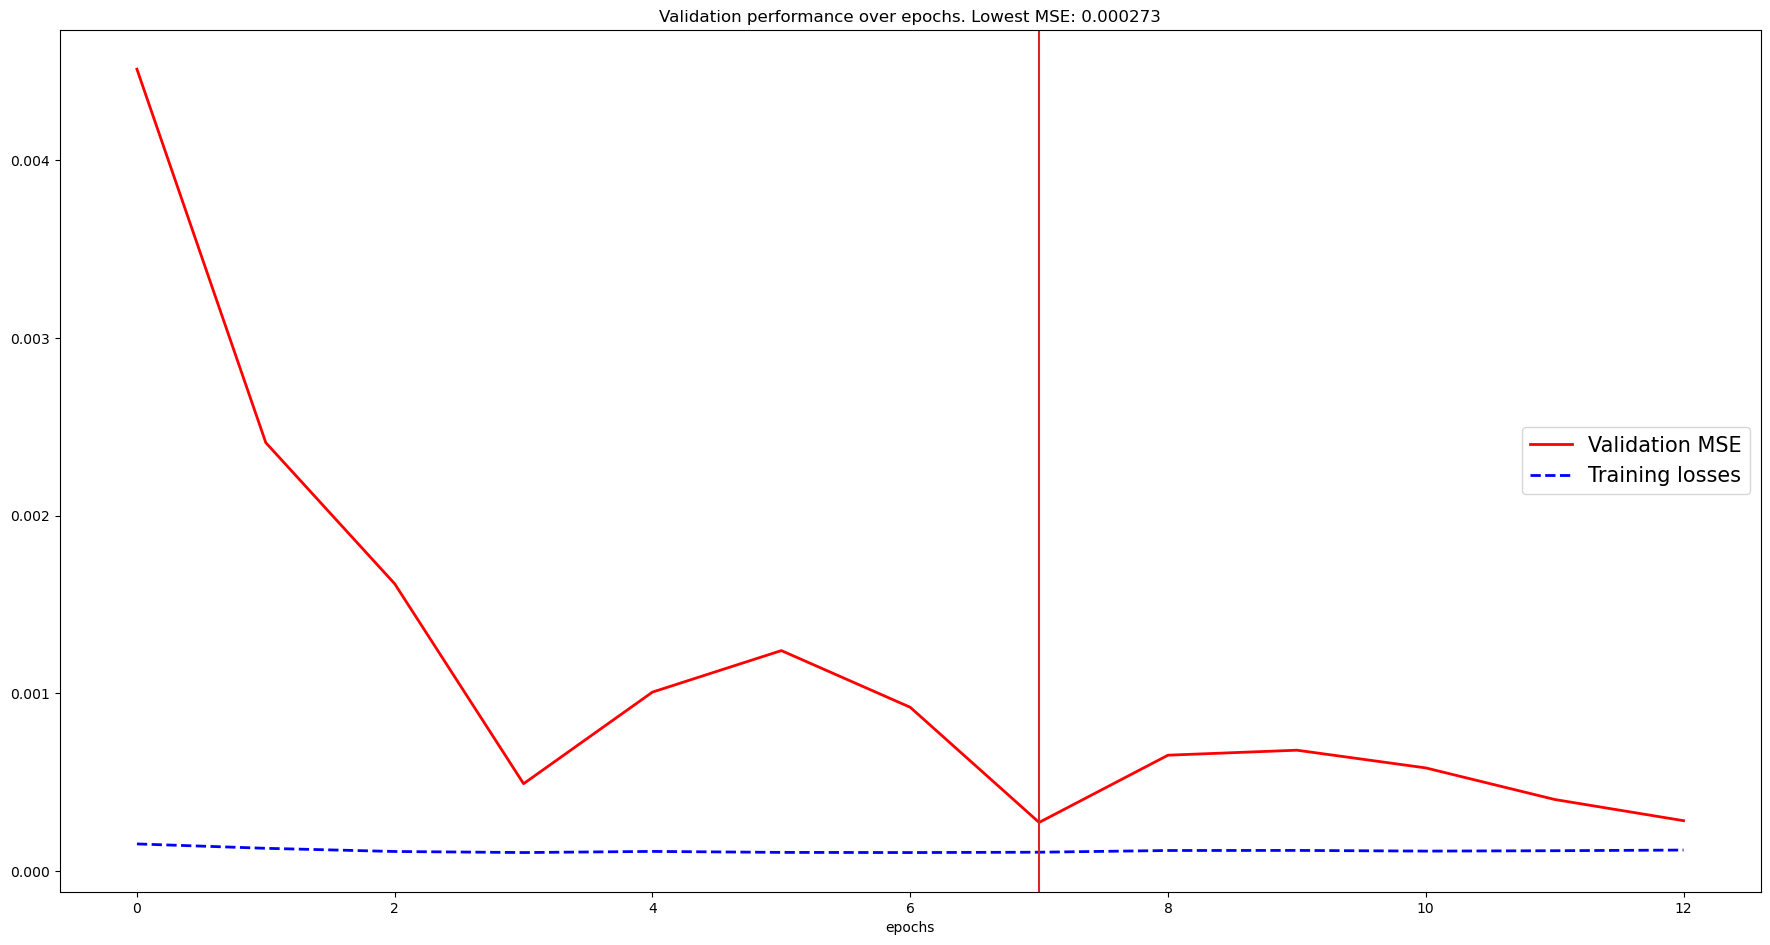 Validation performance over epochs. Lowest MSE: 0.000273
0.004
0.003
0.002
0.001
0.000
Validation MSE
Training losses
0 2 4 6 8 10 12
epochs